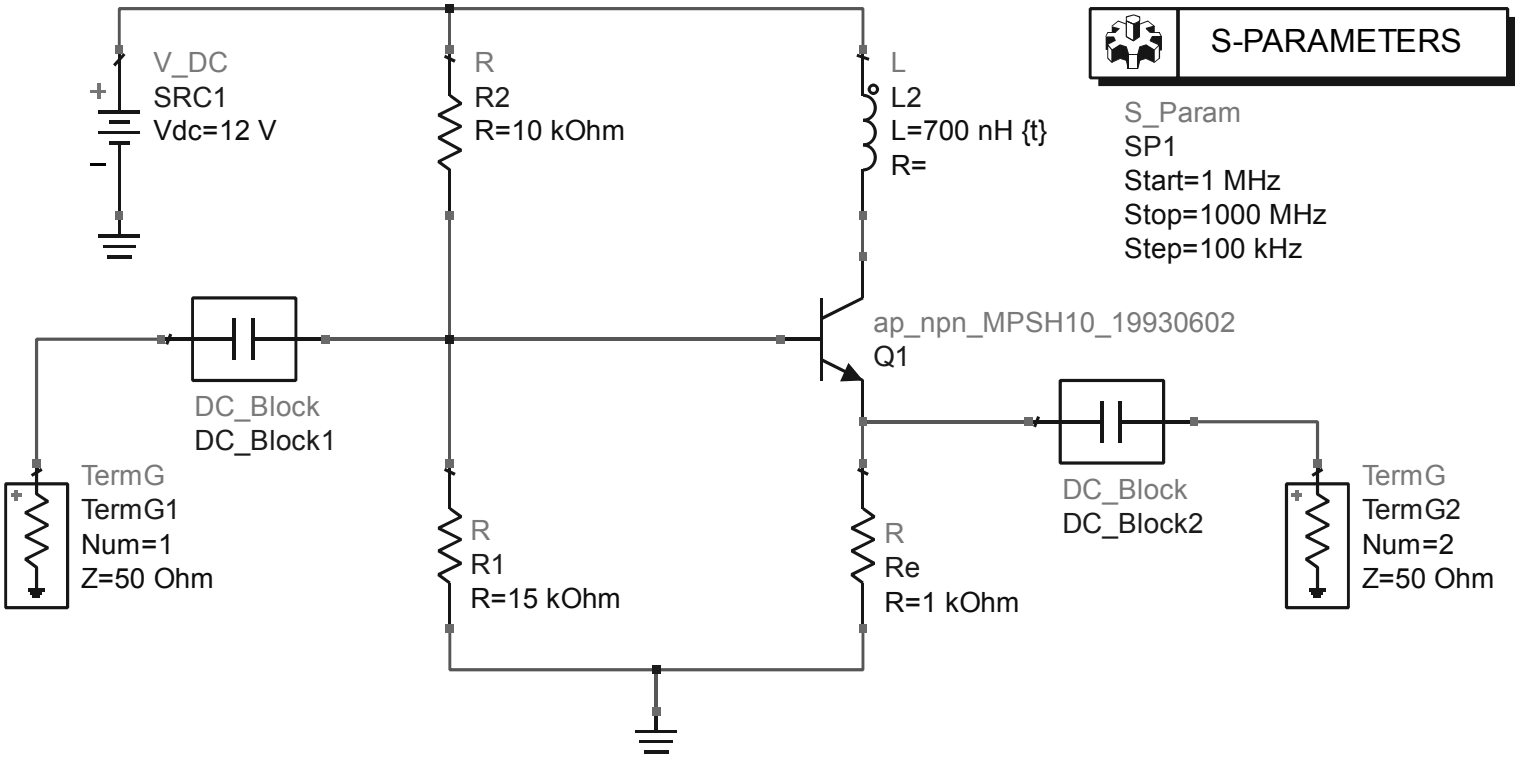 V_DC
SRC1
Vdc=12 V
R
R2
R=10 kOhm
L
L2
L=700 nH {t}
R=
S-PARAMETERS
S_Param
SP1
Start=1 MHz
Stop=1000 MHz
Step=100 kHz
ap_npn_MPSH10_19930602
Q1
DC_Block
DC_Block1
TermG
TermG1
Num=1
Z=50 Ohm
R
R1
R=15 kOhm
R
Re
R=1 kOhm
DC_Block
DC_Block2
TermG
TermG2
Num=2
Z=50 Ohm